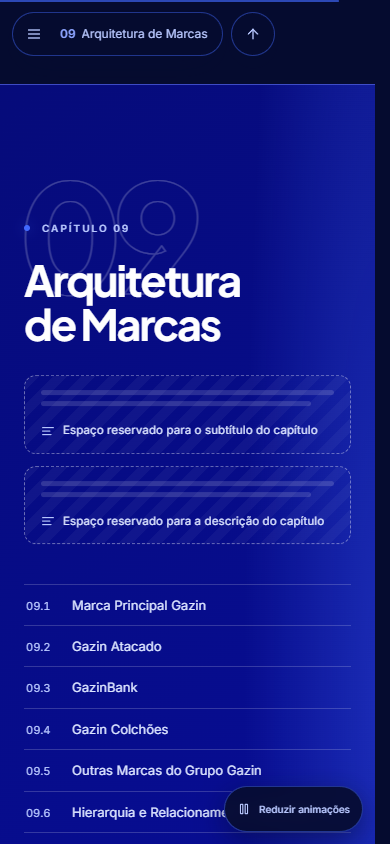 09 Arquitetura de Marcas
09
CAPÍTULO 09
Arquitetura
de Marcas
Espaço reservado para o subtítulo do capítulo
Espaço reservado para a descrição do capítulo
09.1 Marca Principal Gazin
09.2 Gazin Atacado
09.3 GazinBank
09.4 Gazin Colchões
09.5 Outras Marcas do Grupo Gazin
09.6 Hierarquia e
Reduzir animações